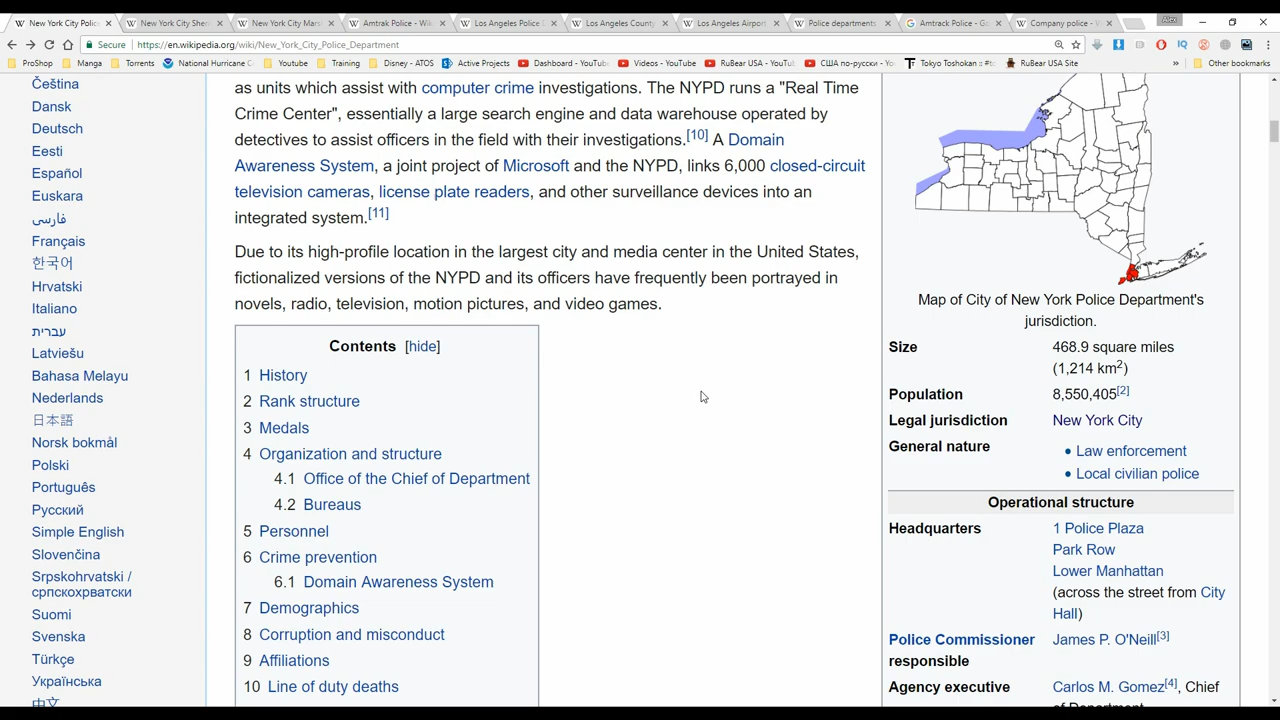 New York City Polic
New York City Sheri
New York City Mars
Amtrak Police - Wik
Los Angeles Police
Los Angeles County
Los Angeles Airport
Police departments
Amtrack Police - Go
Company police - V
Alex
Secure
https://en.wikipedia.org/wiki/New_York_City_Police_Department
ProShop
Manga
Torrents
National Hurricane C
Youtube
Training
Disney - ATOS
Active Projects
Dashboard - YouTub
Videos - YouTube
RuBear USA - YouTu
США по-русски - Yo
Tokyo Toshokan ::
RuBear USA Site
»
Other bookmarks
Čeština
Dansk
Deutsch
Eesti
Español
Euskara
فارسی
Français
한국어
Hrvatski
Italiano
עברית
Latviešu
Bahasa Melayu
Nederlands
日本語
Norsk bokmål
Polski
Português
Русский
Simple English
Slovenčina
Srpskohrvatski /
српскохрватски
Suomi
Svenska
Türkçe
Українська
中文
as units which assist with computer crime investigations. The NYPD runs a "Real Time
Crime Center", essentially a large search engine and data warehouse operated by
detectives to assist officers in the field with their investigations.[10] A Domain
Awareness System, a joint project of Microsoft and the NYPD, links 6,000 closed-circuit
television cameras, license plate readers, and other surveillance devices into an
integrated system.[11]
Due to its high-profile location in the largest city and media center in the United States,
fictionalized versions of the NYPD and its officers have frequently been portrayed in
novels, radio, television, motion pictures, and video games.
Contents [hide]
1 History
2 Rank structure
3 Medals
4 Organization and structure
4.1 Office of the Chief of Department
4.2 Bureaus
5 Personnel
6 Crime prevention
6.1 Domain Awareness System
7 Demographics
8 Corruption and misconduct
9 Affiliations
10 Line of duty deaths
Map of City of New York Police Department's
jurisdiction.
Size 468.9 square miles
(1,214 km2)
Population 8,550,405[2]
Legal jurisdiction New York City
General nature • Law enforcement
• Local civilian police
Operational structure
Headquarters 1 Police Plaza
Park Row
Lower Manhattan
(across the street from City
Hall)
Police Commissioner James P. O'Neill[3]
responsible
Agency executive Carlos M. Gomez[4], Chief
of Department